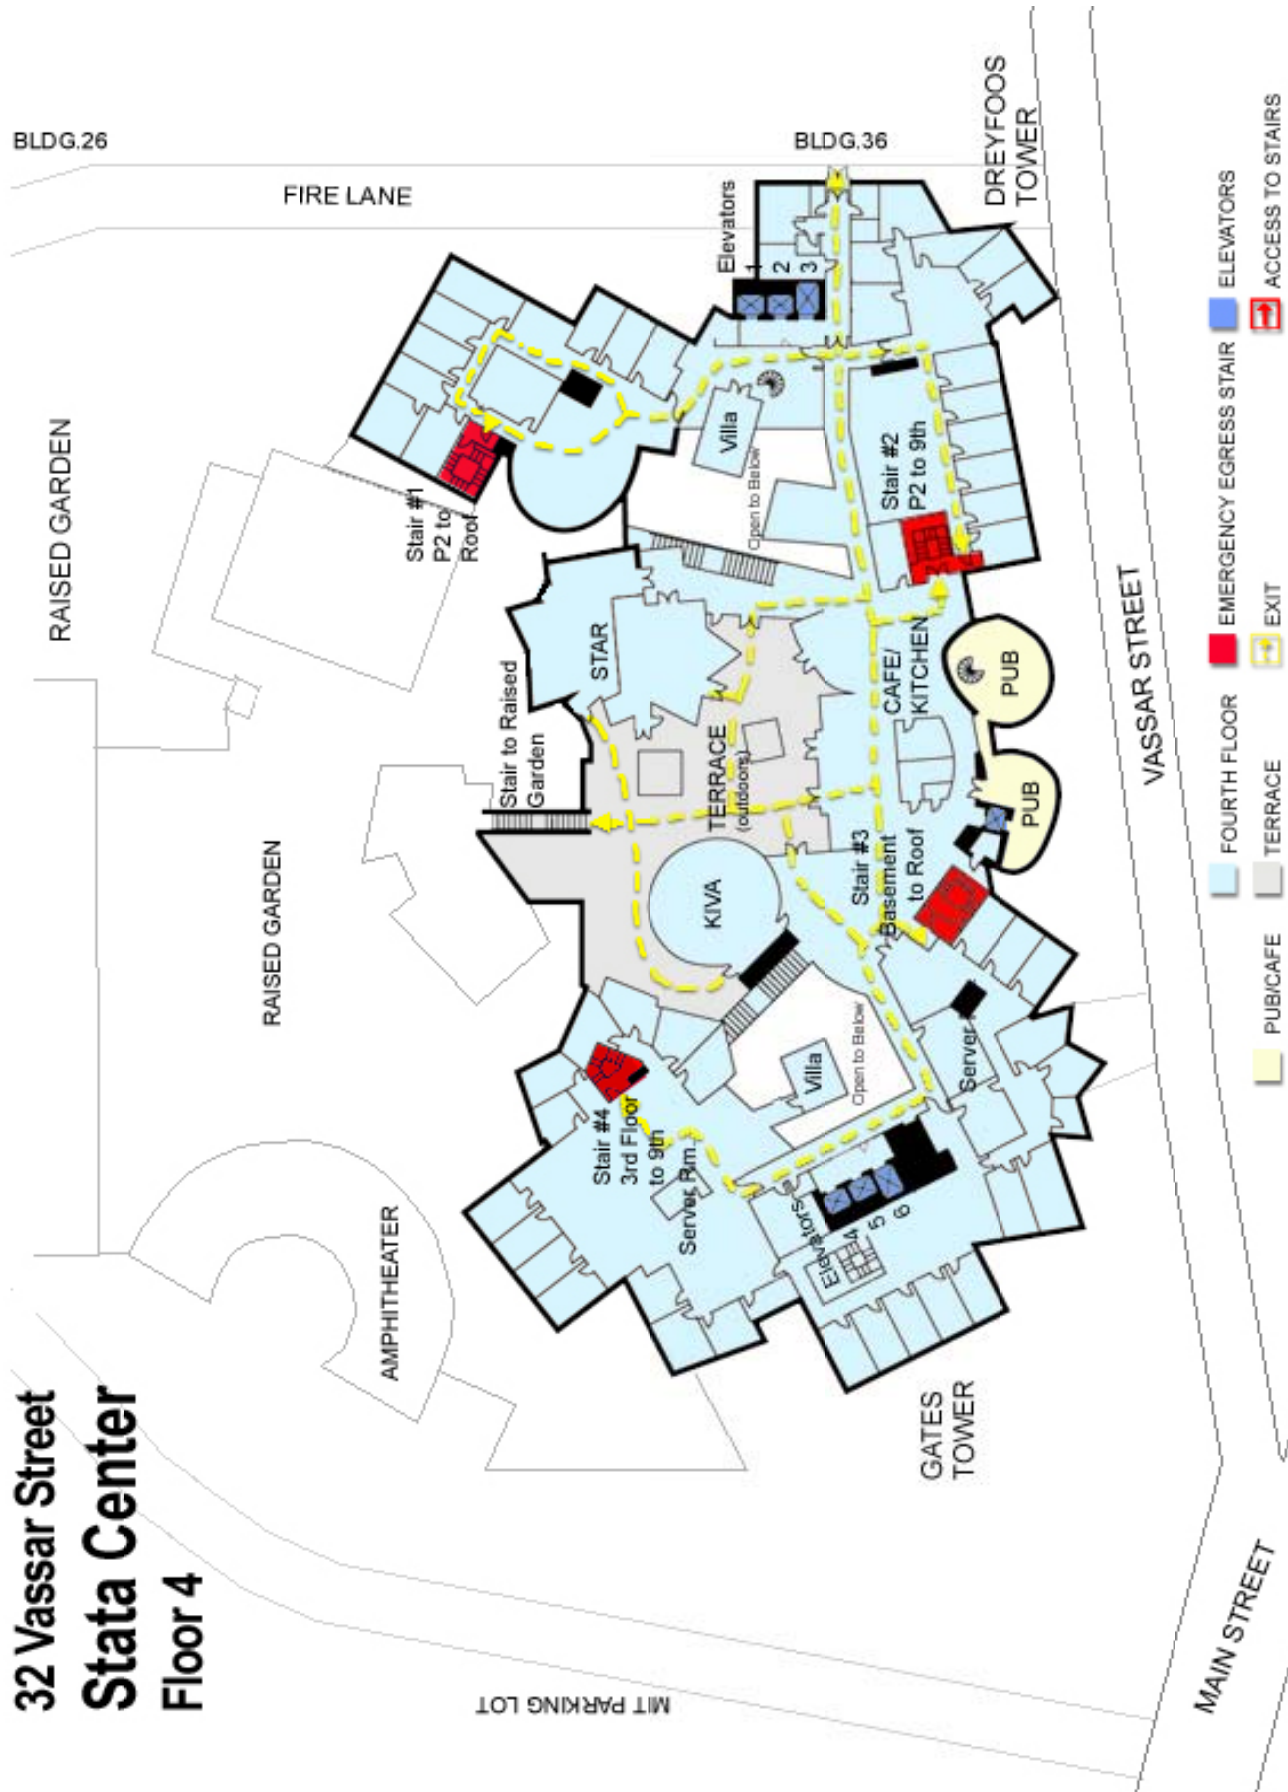 32 Vassar Street
Stata Center
Floor 4
BLDG.26
FIRE LANE
BLDG.36
DREYFOOS
TOWER
RAISED GARDEN
Elevators
1
2
3
Stair #1
P2 to
Roof
Villa
Open to Below
Stair #2
P2 to 9th
STAR
Stair to Raised
Garden
TERRACE
(outdoors)
CAFE/
KITCHEN
PUB
PUB
RAISED GARDEN
KIVA
Stair #3
Basement
to Roof
Villa
Open to Below
Server
Stair #4
3rd Floor
to 9th
Server Rm.
Elevators
4
5
6
AMPHITHEATER
GATES
TOWER
MIT PARKING LOT
VASSAR STREET
MAIN STREET
PUB/CAFE
FOURTH FLOOR
TERRACE
EMERGENCY EGRESS STAIR
EXIT
ELEVATORS
ACCESS TO STAIRS